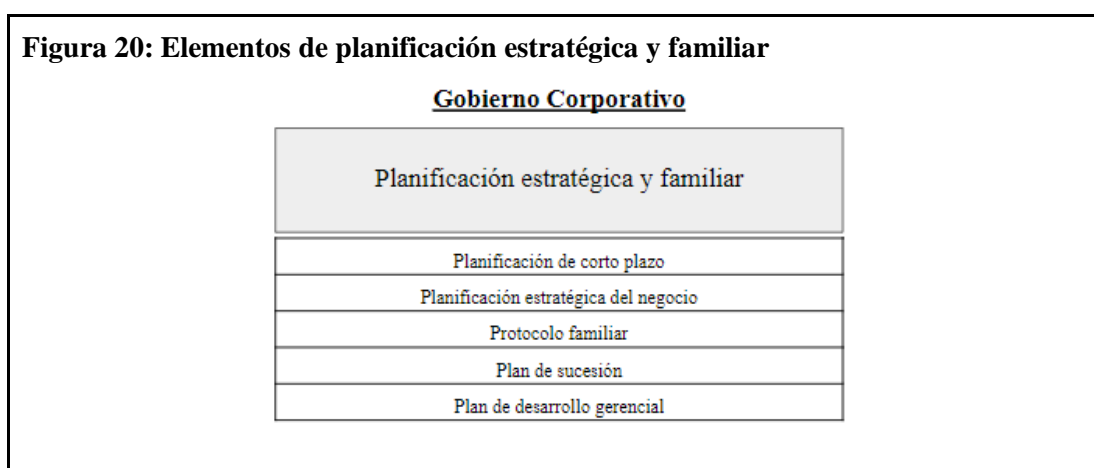 Figura 20: Elementos de planificación estratégica y familiar
Gobierno Corporativo
Planificación estratégica y familiar
Planificación de corto plazo
Planificación estratégica del negocio
Protocolo familiar
Plan de sucesión
Plan de desarrollo gerencial